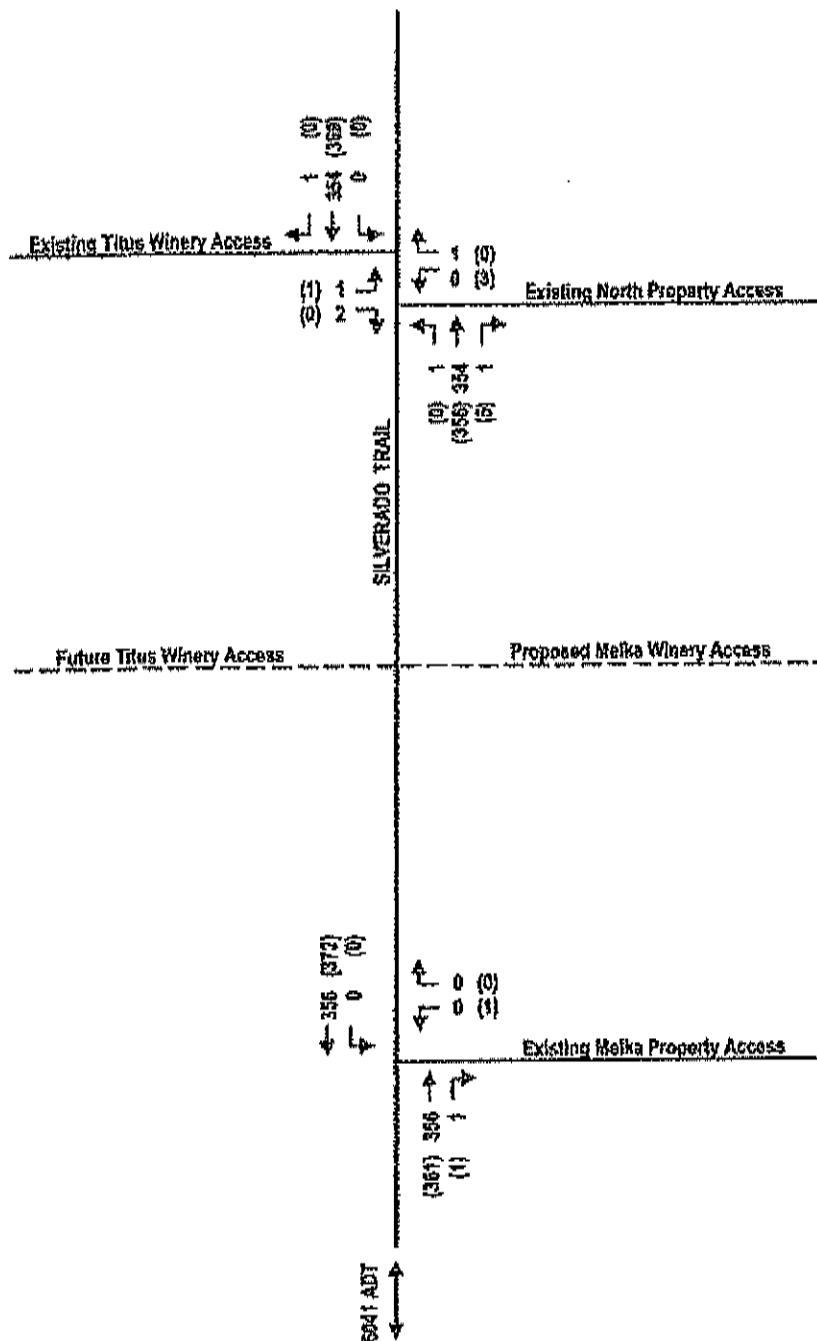 1 (0)
354 (369)
0 (0)
Existing Titus Winery Access
1 (0)
0 (3)
(1) 1
(0) 2
Existing North Property Access
(0) 1
(356) 354
1
SILVERADO TRAIL
Future Titus Winery Access
Proposed Melka Winery Access
356 (372)
0 (0)
0 (0)
0 (1)
Existing Melka Property Access
(361) 356
(1) 1
6041 ADT